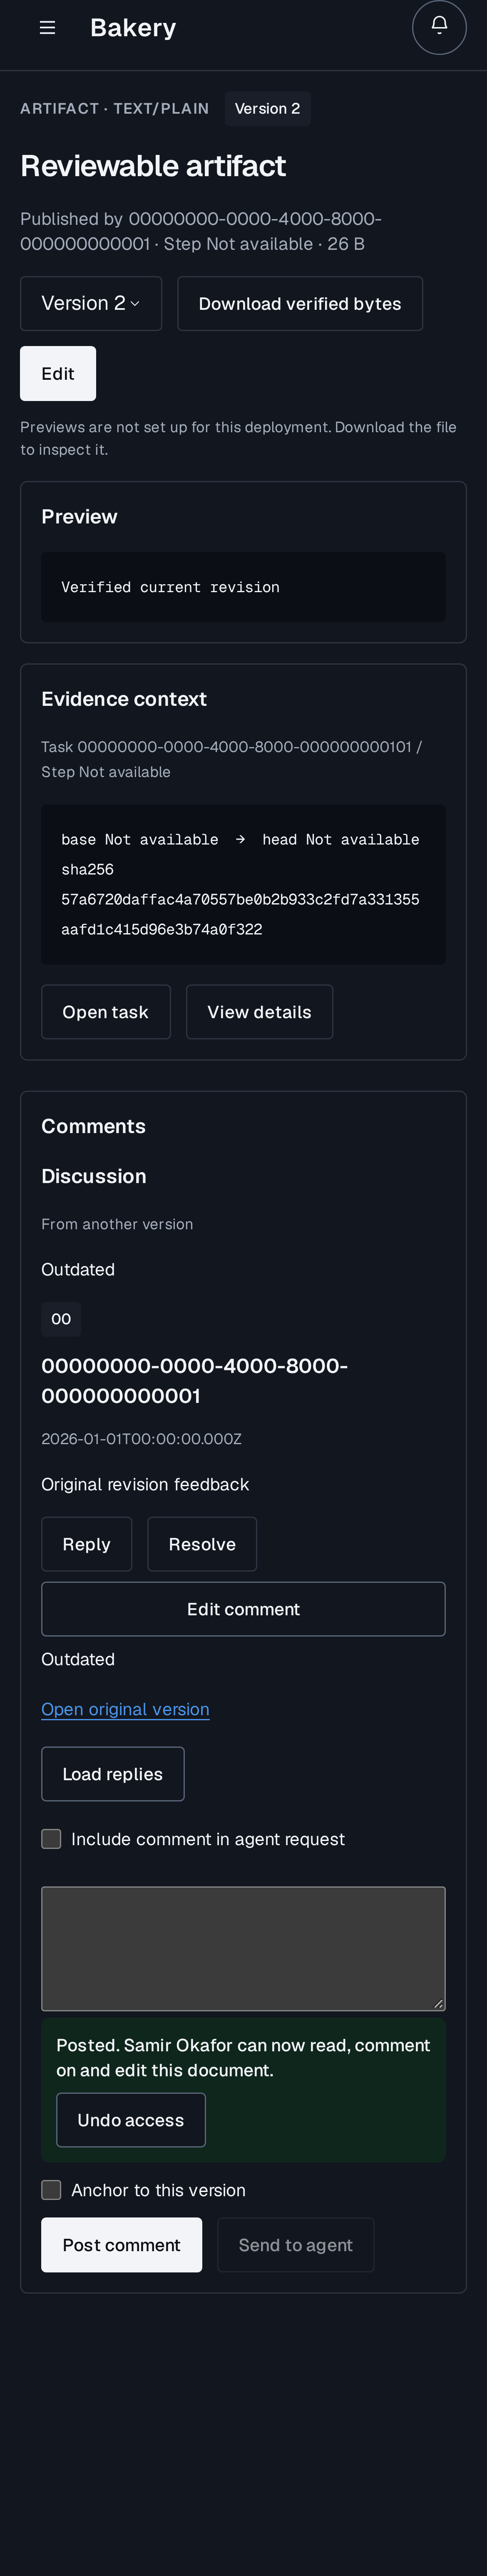 Bakery
ARTIFACT · TEXT/PLAIN Version 2
Reviewable artifact
Published by 00000000-0000-4000-8000-
000000000001 · Step Not available · 26 B
Version 2 Download verified bytes
Edit
Previews are not set up for this deployment. Download the file
to inspect it.
Preview
Verified current revision
Evidence context
Task 00000000-0000-4000-8000-000000000101 /
Step Not available
base Not available → head Not available
sha256
57a6720daffac4a70557be0b2b933c2fd7a331355
aafd1c415d96e3b74a0f322
Open task View details
Comments
Discussion
From another version
Outdated
00
00000000-0000-4000-8000-
000000000001
2026-01-01T00:00:00.000Z
Original revision feedback
Reply Resolve
Edit comment
Outdated
Open original version
Load replies
Include comment in agent request
Posted. Samir Okafor can now read, comment
on and edit this document.
Undo access
Anchor to this version
Post comment Send to agent